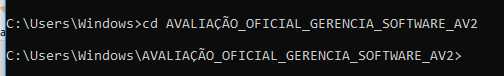 C:\Users\Windows>cd AVALIAÇÃO_OFICIAL_GERENCIA_SOFTWARE_AV2
C:\Users\Windows\AVALIAÇÃO_OFICIAL_GERENCIA_SOFTWARE_AV2>